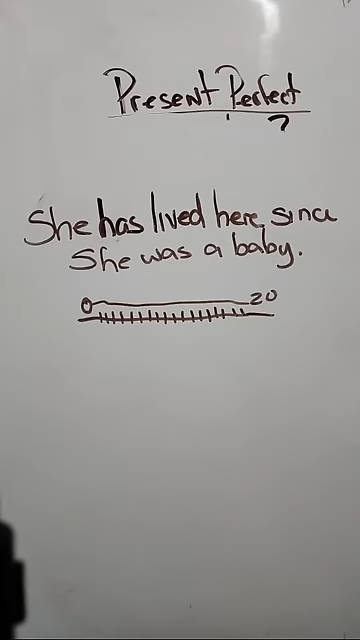 Present Perfect
?
She has lived here, since
She was a baby.
0 20